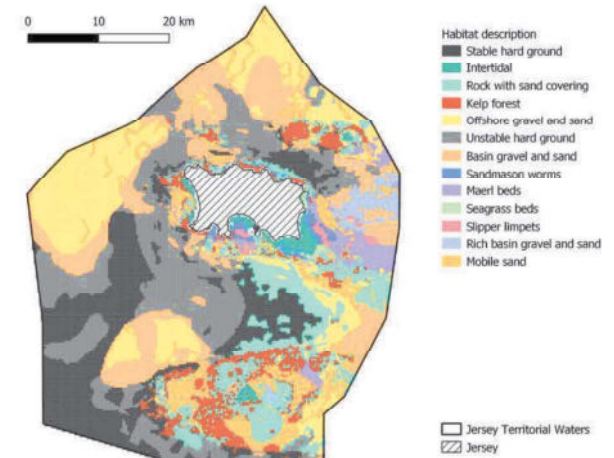 0 10 20 km
Habitat description
Stable hard ground
Intertidal
Rock with sand covering
Kelp forest
Offshore gravel and sand
Unstable hard ground
Basin gravel and sand
Sandmason worms
Maerl beds
Seagrass beds
Slipper limpets
Rich basin gravel and sand
Mobile sand
Jersey Territorial Waters
Jersey